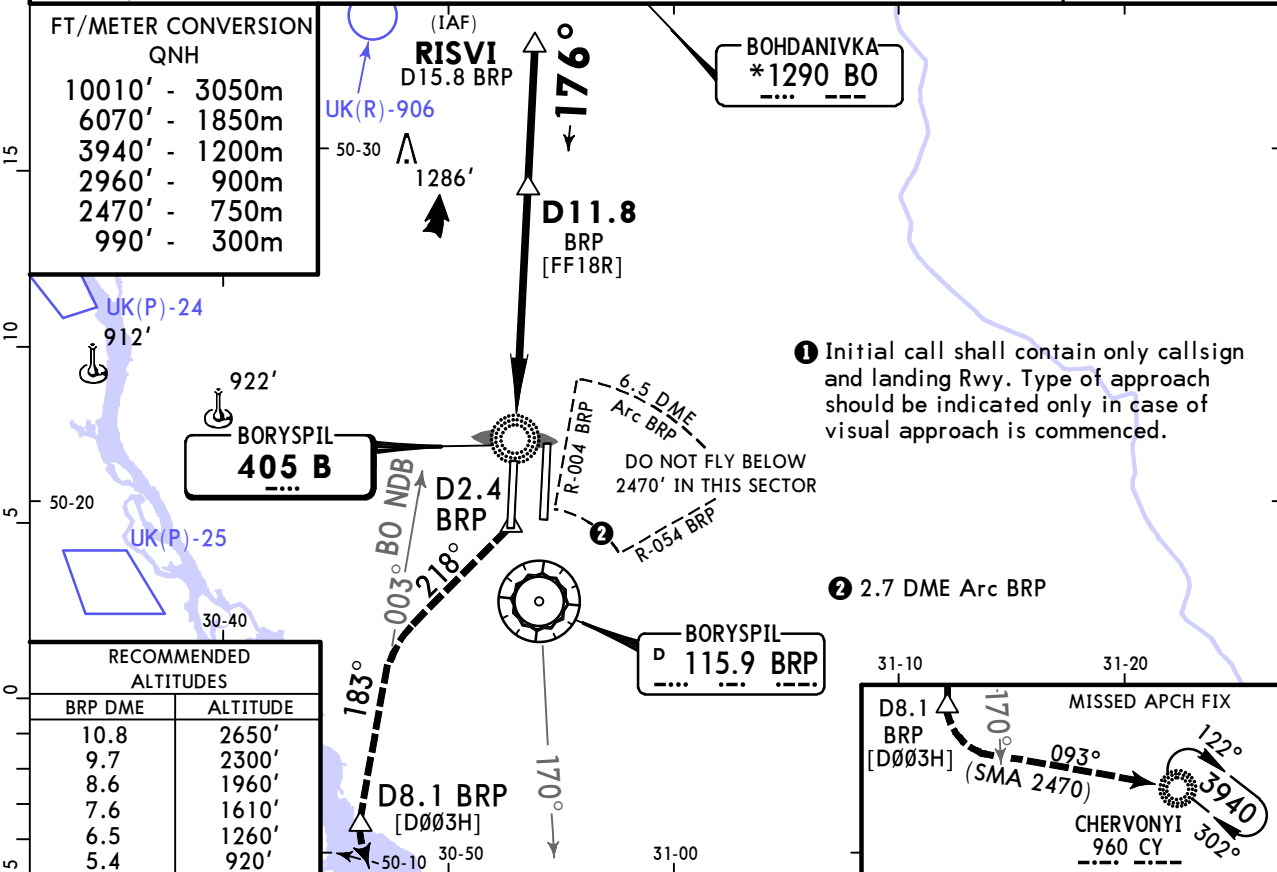 FT/METER CONVERSION
QNH
10010' - 3050m
6070' - 1850m
3940' - 1200m
2960' - 900m
2470' - 750m
990' - 300m
(IAF)
RISVI
D15.8 BRP
176°
UK(R)-906
50-30
1286'
BOHDANIVKA
*1290 BO
D11.8
BRP
[FF18R]
15
10
5
0
5
UK(P)-24
912'
922'
BORYSPIL
405 B
50-20
UK(P)-25
30-40
6.5 DME
Arc BRP
R-004 BRP
DO NOT FLY BELOW
2470' IN THIS SECTOR
R-054 BRP
2
1 Initial call shall contain only callsign
and landing Rwy. Type of approach
should be indicated only in case of
visual approach is commenced.
2 2.7 DME Arc BRP
D2.4
BRP
003° BO NDB
218°
183°
BORYSPIL
D 115.9 BRP
170°
D8.1 BRP
[DØØ3H]
50-10
30-50
31-00
31-10
31-20
RECOMMENDED
ALTITUDES
BRP DME ALTITUDE
10.8 2650'
9.7 2300'
8.6 1960'
7.6 1610'
6.5 1260'
5.4 920'
MISSED APCH FIX
D8.1
BRP
[DØØ3H]
170°
093°
(SMA 2470)
122°
3940
302°
CHERVONYI
960 CY